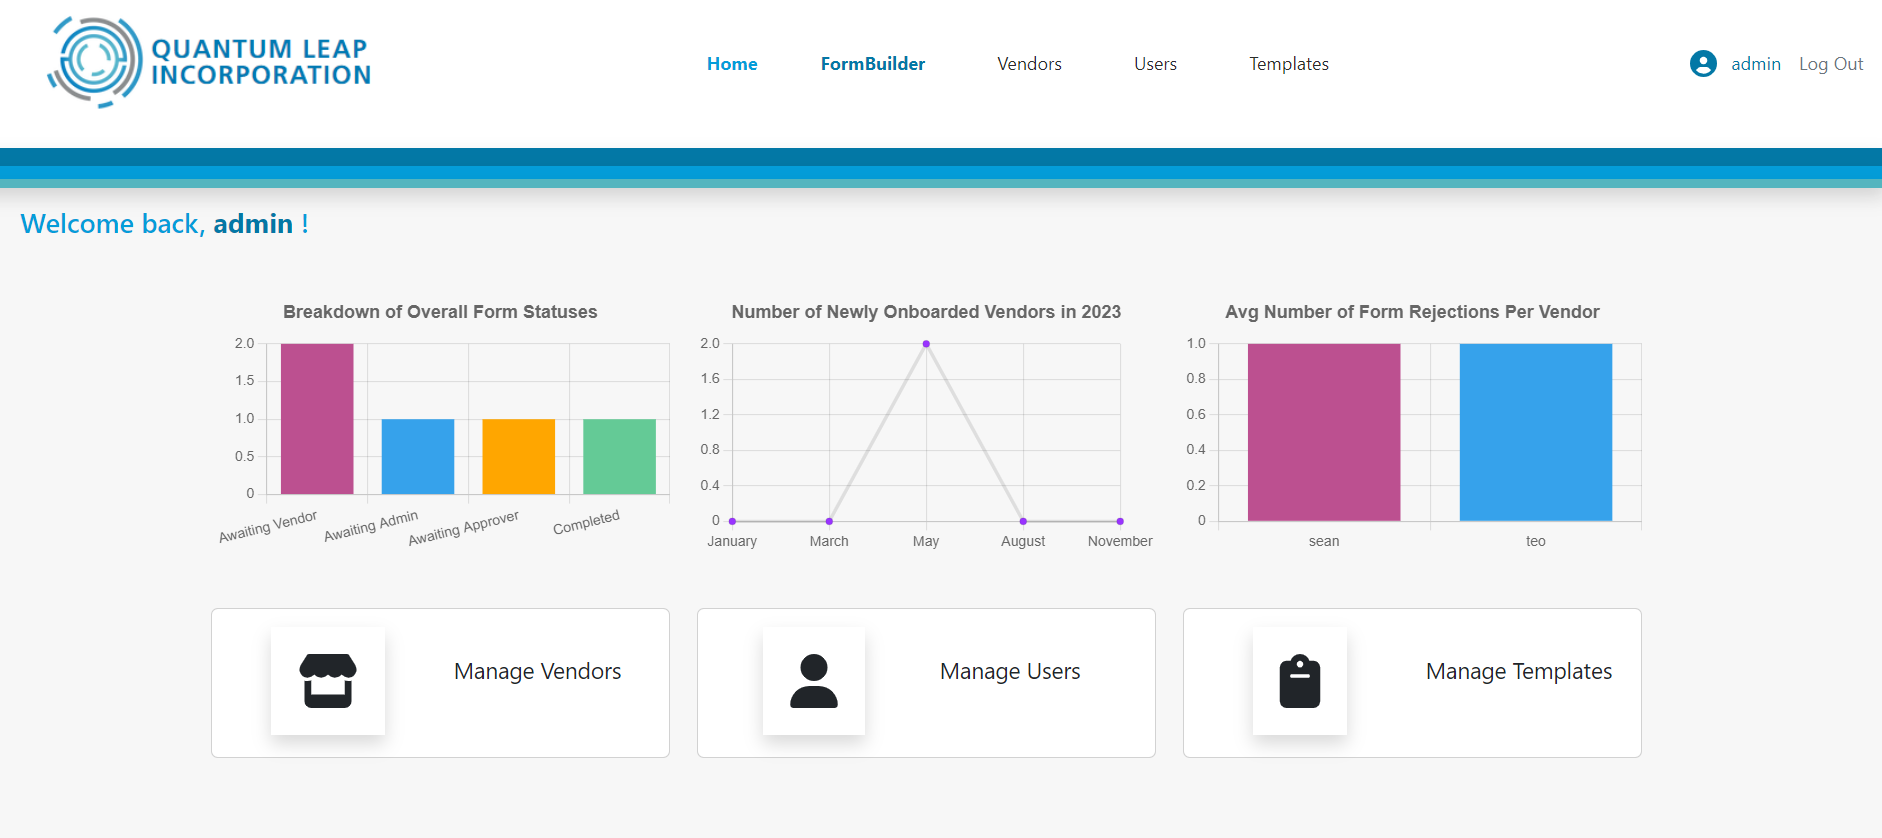 QUANTUM LEAP
INCORPORATION
Home FormBuilder Vendors Users Templates
admin Log Out
Welcome back, admin !
Breakdown of Overall Form Statuses
2.0
1.5
1.0
0.5
0
Awaiting Vendor Awaiting Admin Awaiting Approver Completed
Number of Newly Onboarded Vendors in 2023
2.0
1.6
1.2
0.8
0.4
0
January March May August November
Avg Number of Form Rejections Per Vendor
1.0
0.8
0.6
0.4
0.2
0
sean teo
Manage Vendors
Manage Users
Manage Templates